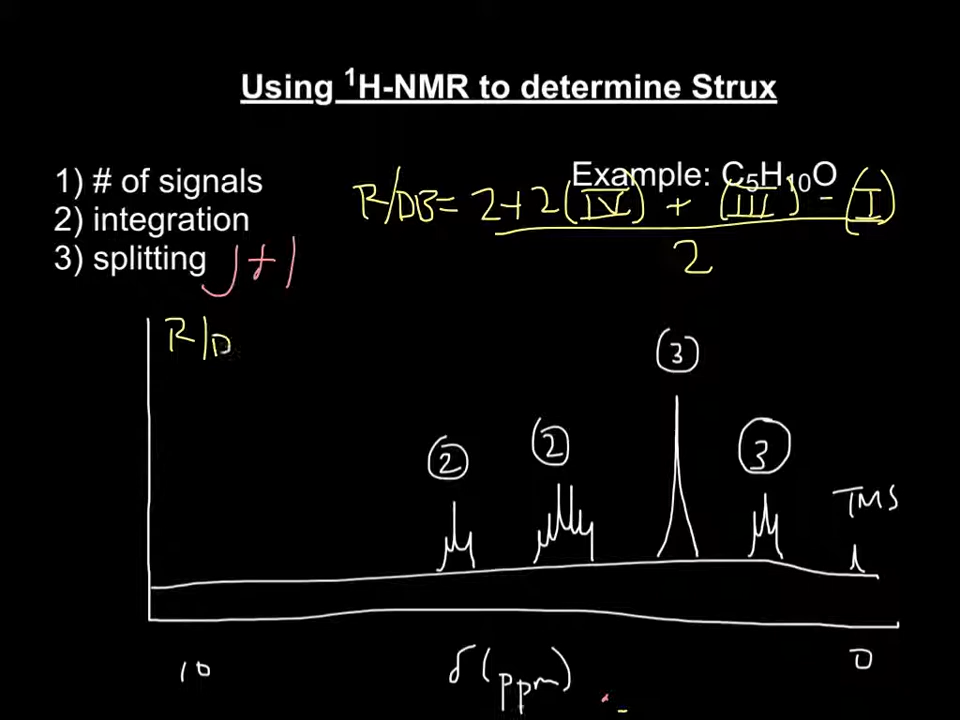 Using ¹H-NMR to determine Strux
1) # of signals
2) integration
3) splitting j+1
Example: C₅H₁₀O
R/DB= 2+2(IV) + (III) - (I)
2
R/D
3
2 2 3
TMS
10 δ(ppm) 0